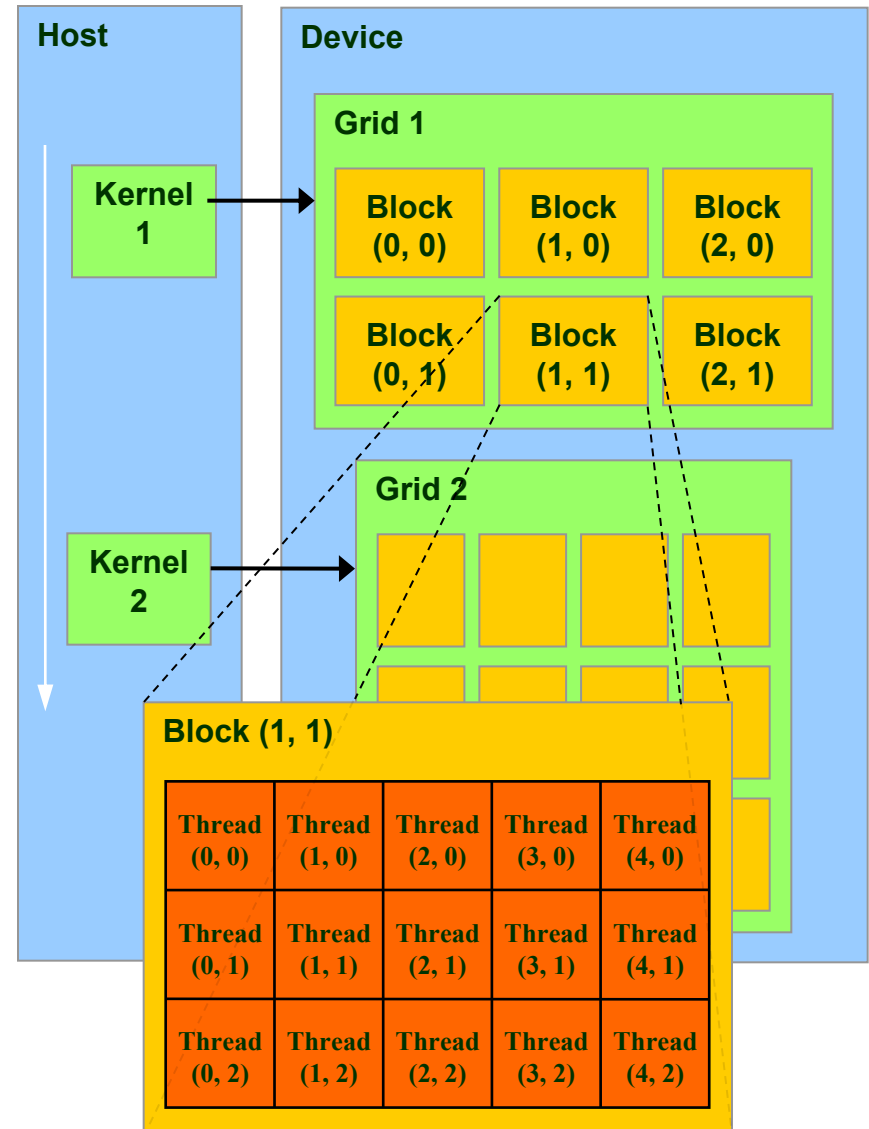 Host
Device
Grid 1
Kernel
1
Block
(0, 0)
Block
(1, 0)
Block
(2, 0)
Block
(0, 1)
Block
(1, 1)
Block
(2, 1)
Grid 2
Kernel
2
Block (1, 1)
Thread
(0, 0)
Thread
(1, 0)
Thread
(2, 0)
Thread
(3, 0)
Thread
(4, 0)
Thread
(0, 1)
Thread
(1, 1)
Thread
(2, 1)
Thread
(3, 1)
Thread
(4, 1)
Thread
(0, 2)
Thread
(1, 2)
Thread
(2, 2)
Thread
(3, 2)
Thread
(4, 2)